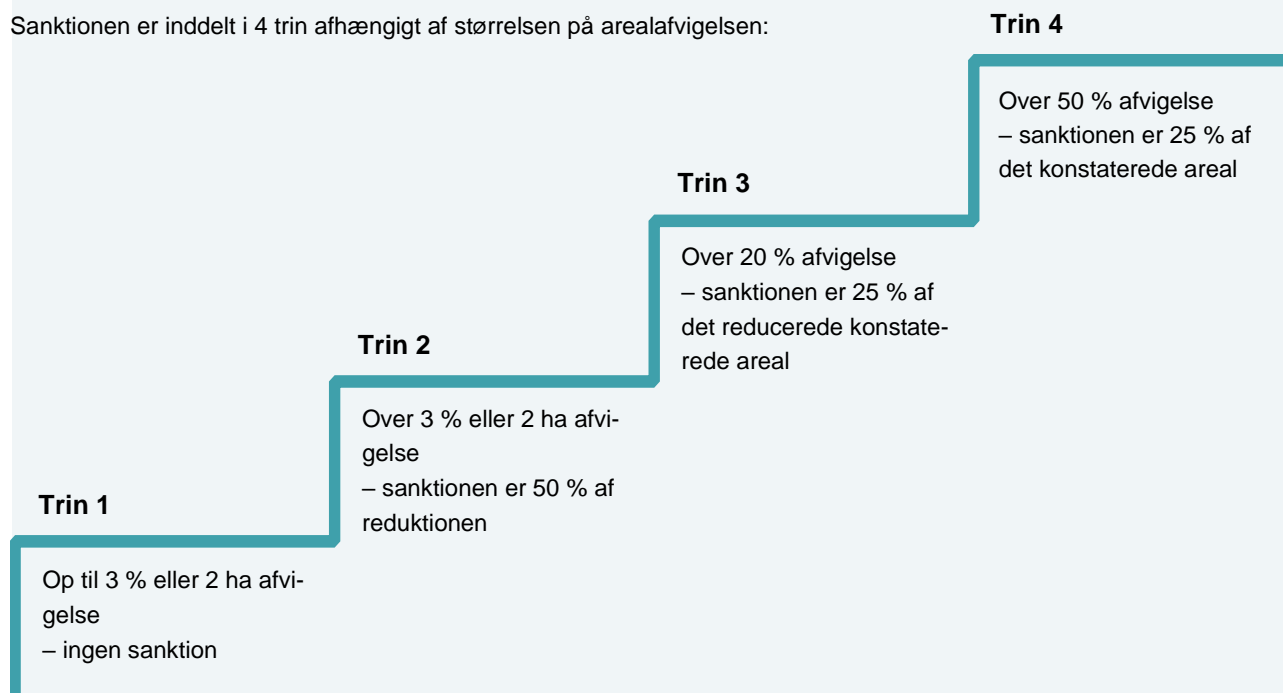 Sanktionen er inddelt i 4 trin afhængigt af størrelsen på arealafvigelsen:
Trin 1
Op til 3 % eller 2 ha afvi-
gelse
– ingen sanktion
Trin 2
Over 3 % eller 2 ha afvi-
gelse
– sanktionen er 50 % af
reduktionen
Trin 3
Over 20 % afvigelse
– sanktionen er 25 % af
det reducerede konstate-
rede areal
Trin 4
Over 50 % afvigelse
– sanktionen er 25 % af
det konstaterede areal